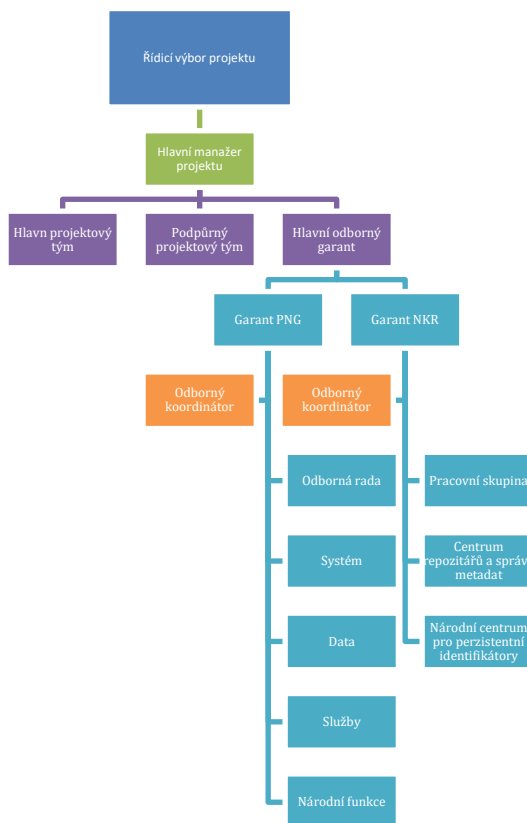 Řídicí výbor projektu
Hlavní manažer
projektu
Hlavn projektový
tým
Podpůrný
projektový tým
Hlavní odborný
garant
Garant PNG
Garant NKR
Odborný
koordinátor
Odborný
koordinátor
Odborná rada
Pracovní skupina
Systém
Centrum
repozitářů a správ
metadat
Data
Národní centrum
pro perzistentní
identifikátory
Služby
Národní funkce